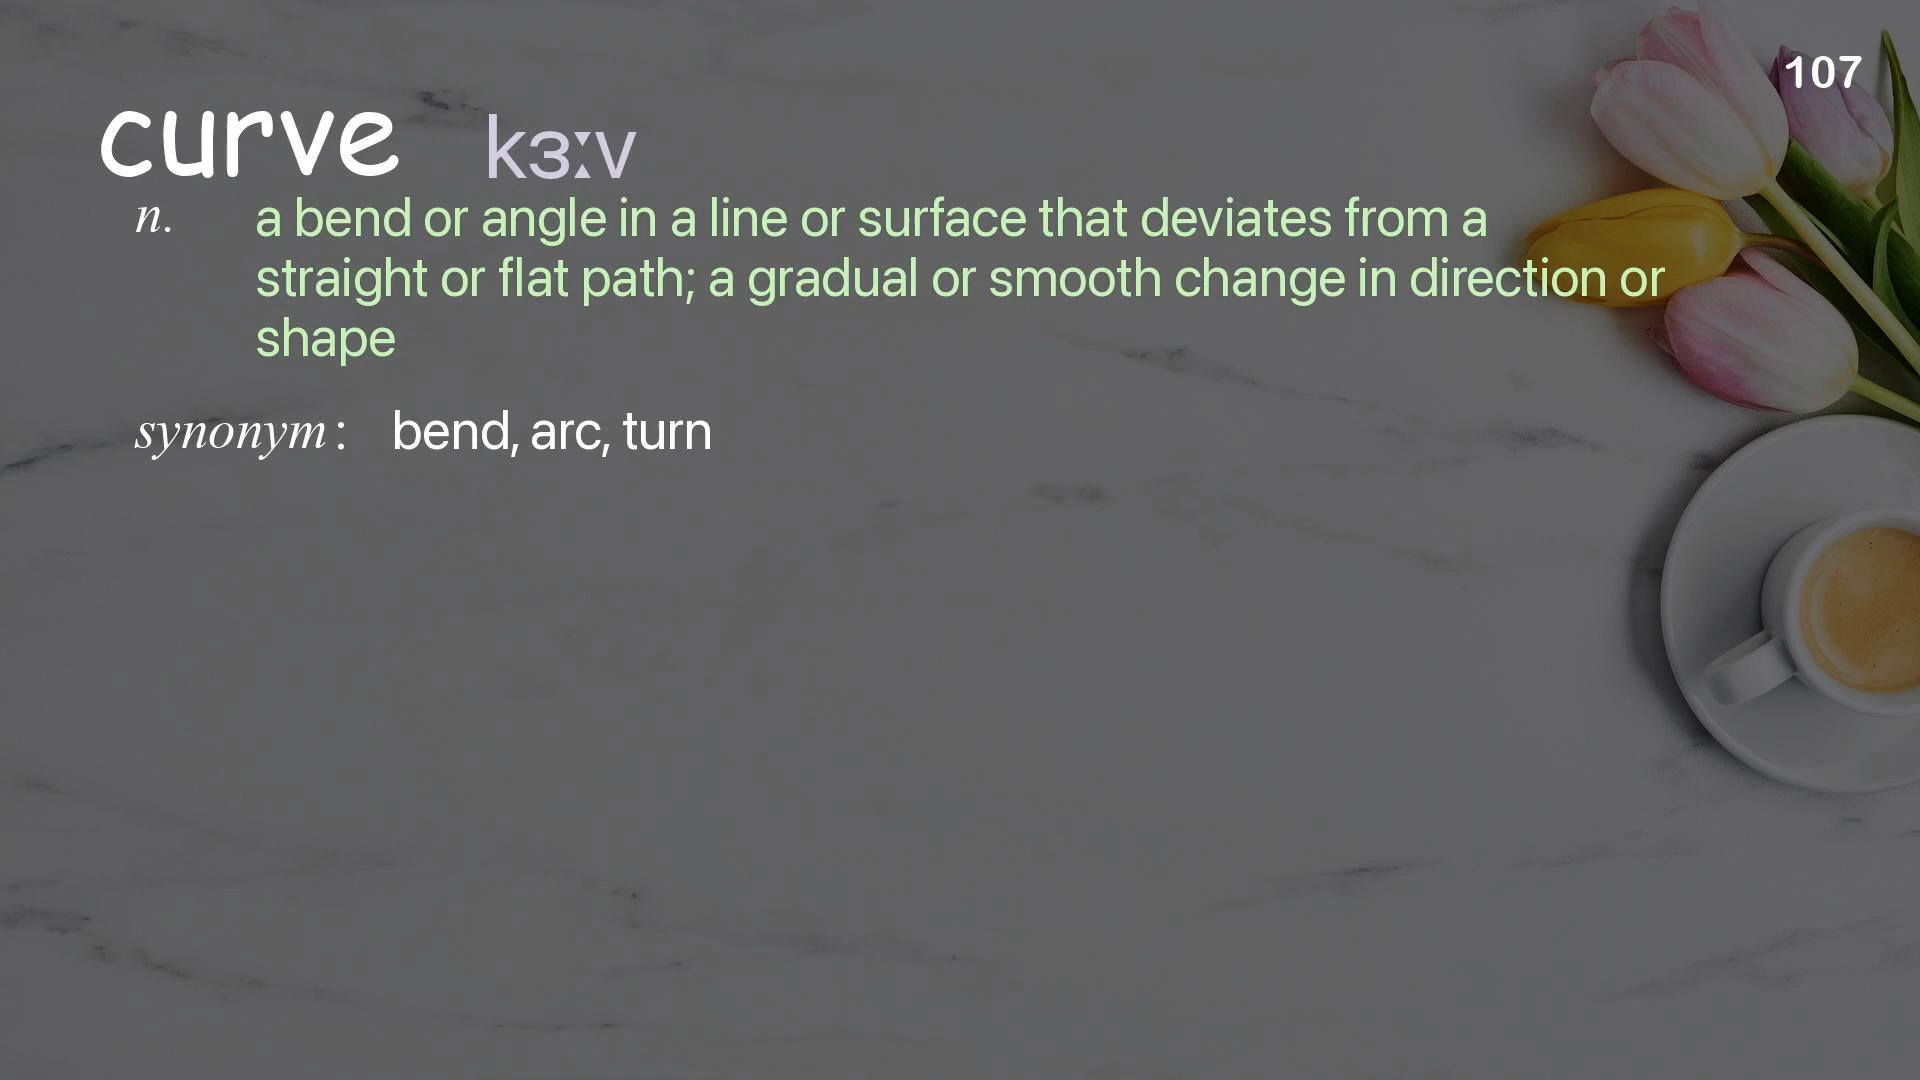 107
curve kɜːv
n. a bend or angle in a line or surface that deviates from a
straight or flat path; a gradual or smooth change in direction or
shape
synonym: bend, arc, turn